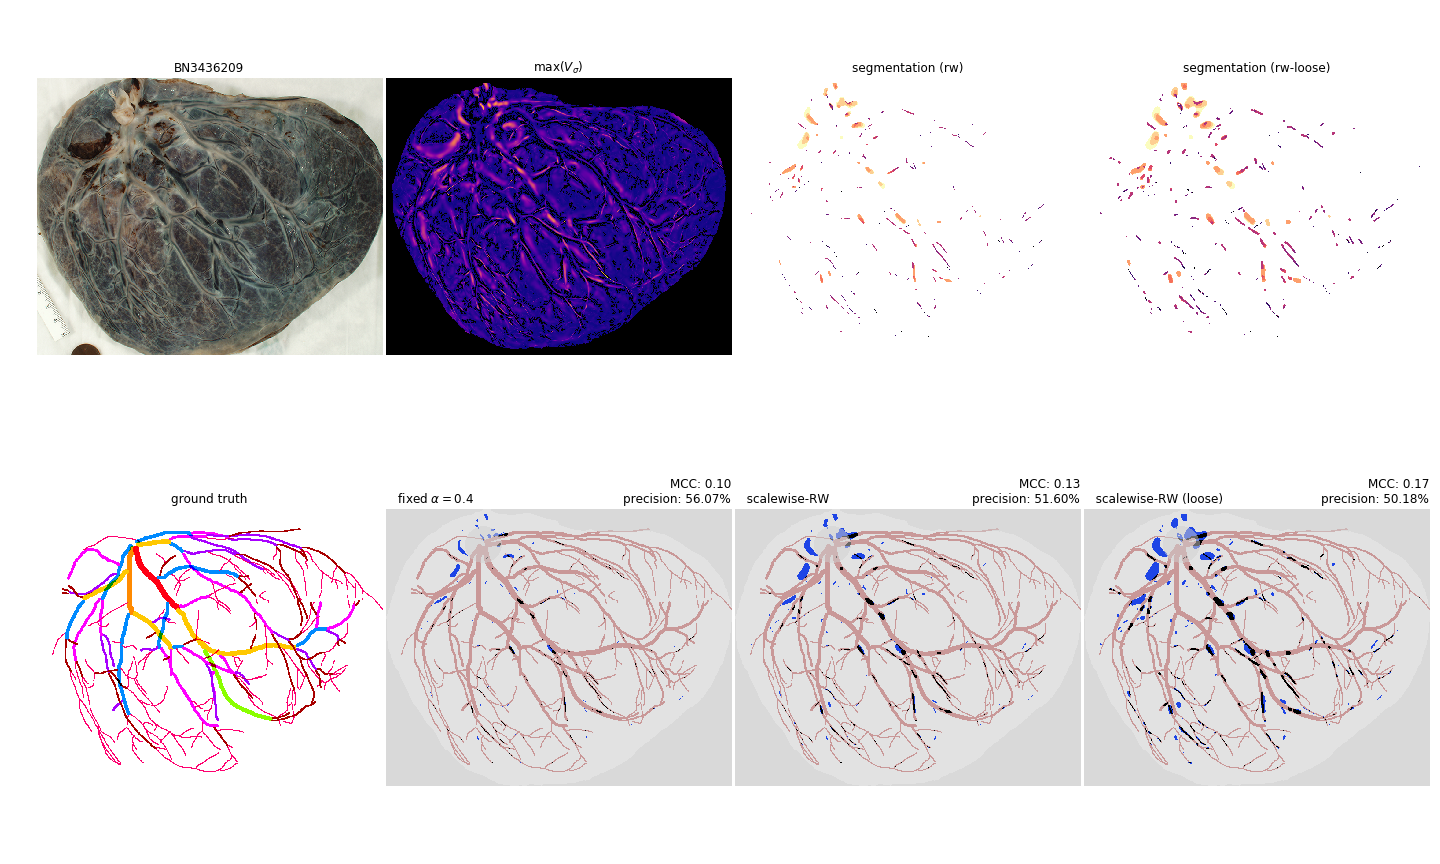 BN3436209
max(Vσ)
segmentation (rw)
segmentation (rw-loose)
ground truth
fixed α = 0.4
MCC: 0.10
precision: 56.07%
scalewise-RW
MCC: 0.13
precision: 51.60%
scalewise-RW (loose)
MCC: 0.17
precision: 50.18%